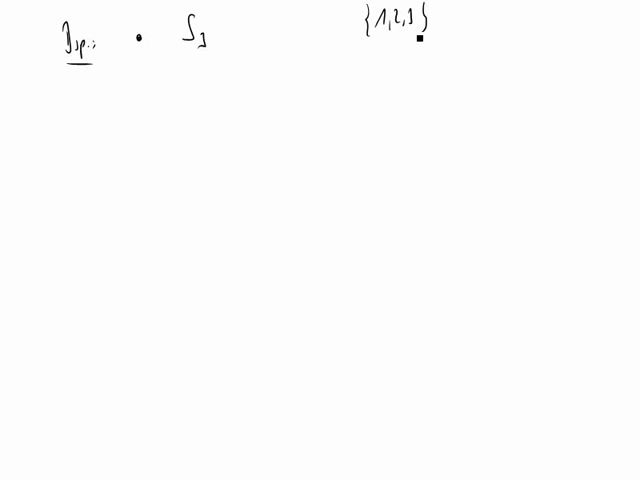 Bsp.: • S₃ {1,2,3}